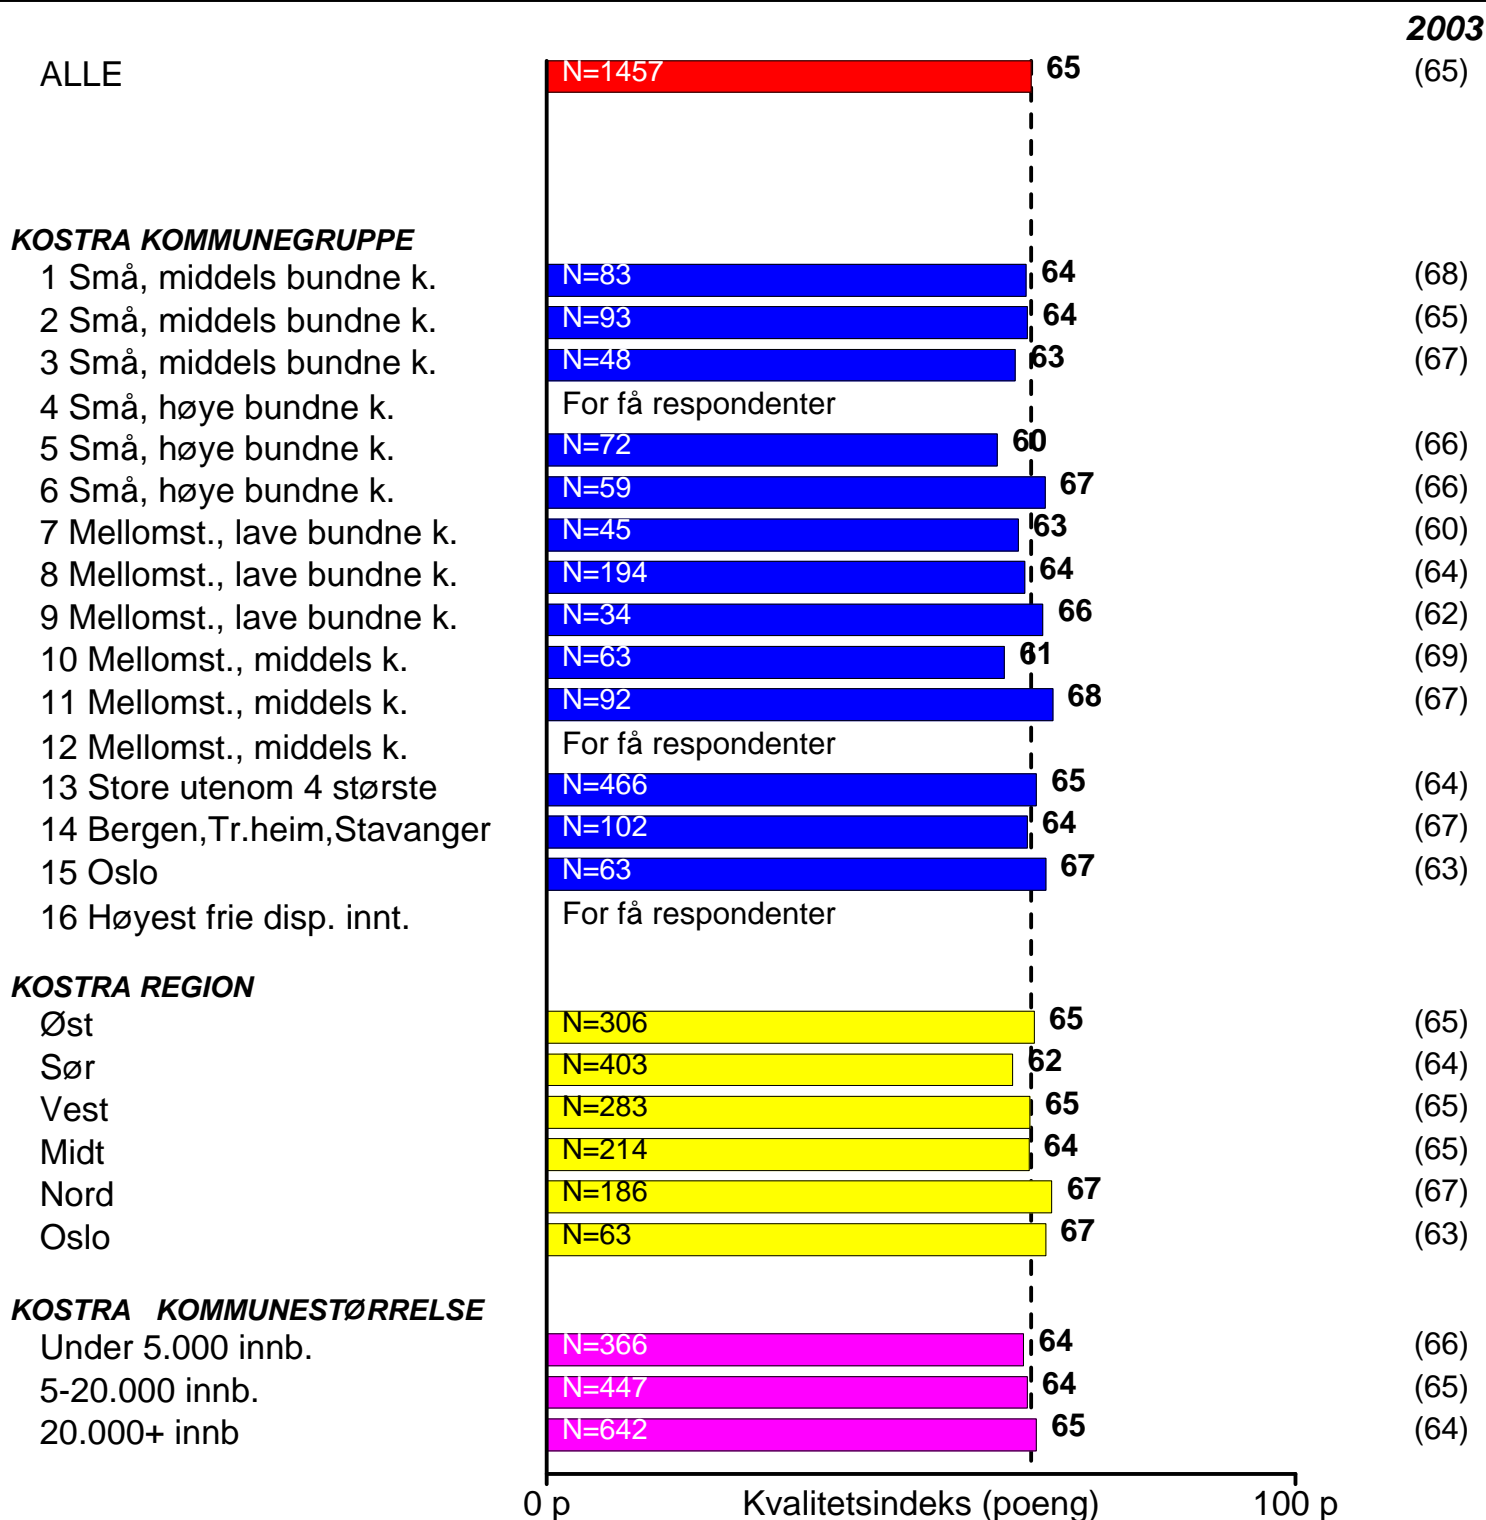 2003
ALLE N=1457 65 (65)
KOSTRA KOMMUNEGRUPPE
1 Små, middels bundne k. N=83 64 (68)
2 Små, middels bundne k. N=93 64 (65)
3 Små, middels bundne k. N=48 63 (67)
4 Små, høye bundne k. For få respondenter
5 Små, høye bundne k. N=72 60 (66)
6 Små, høye bundne k. N=59 67 (66)
7 Mellomst., lave bundne k. N=45 63 (60)
8 Mellomst., lave bundne k. N=194 64 (64)
9 Mellomst., lave bundne k. N=34 66 (62)
10 Mellomst., middels k. N=63 61 (69)
11 Mellomst., middels k. N=92 68 (67)
12 Mellomst., middels k. For få respondenter
13 Store utenom 4 største N=466 65 (64)
14 Bergen,Tr.heim,Stavanger N=102 64 (67)
15 Oslo N=63 67 (63)
16 Høyest frie disp. innt. For få respondenter
KOSTRA REGION
Øst N=306 65 (65)
Sør N=403 62 (64)
Vest N=283 65 (65)
Midt N=214 64 (65)
Nord N=186 67 (67)
Oslo N=63 67 (63)
KOSTRA KOMMUNESTØRRELSE
Under 5.000 innb. N=366 64 (66)
5-20.000 innb. N=447 64 (65)
20.000+ innb N=642 65 (64)
0 p Kvalitetsindeks (poeng) 100 p